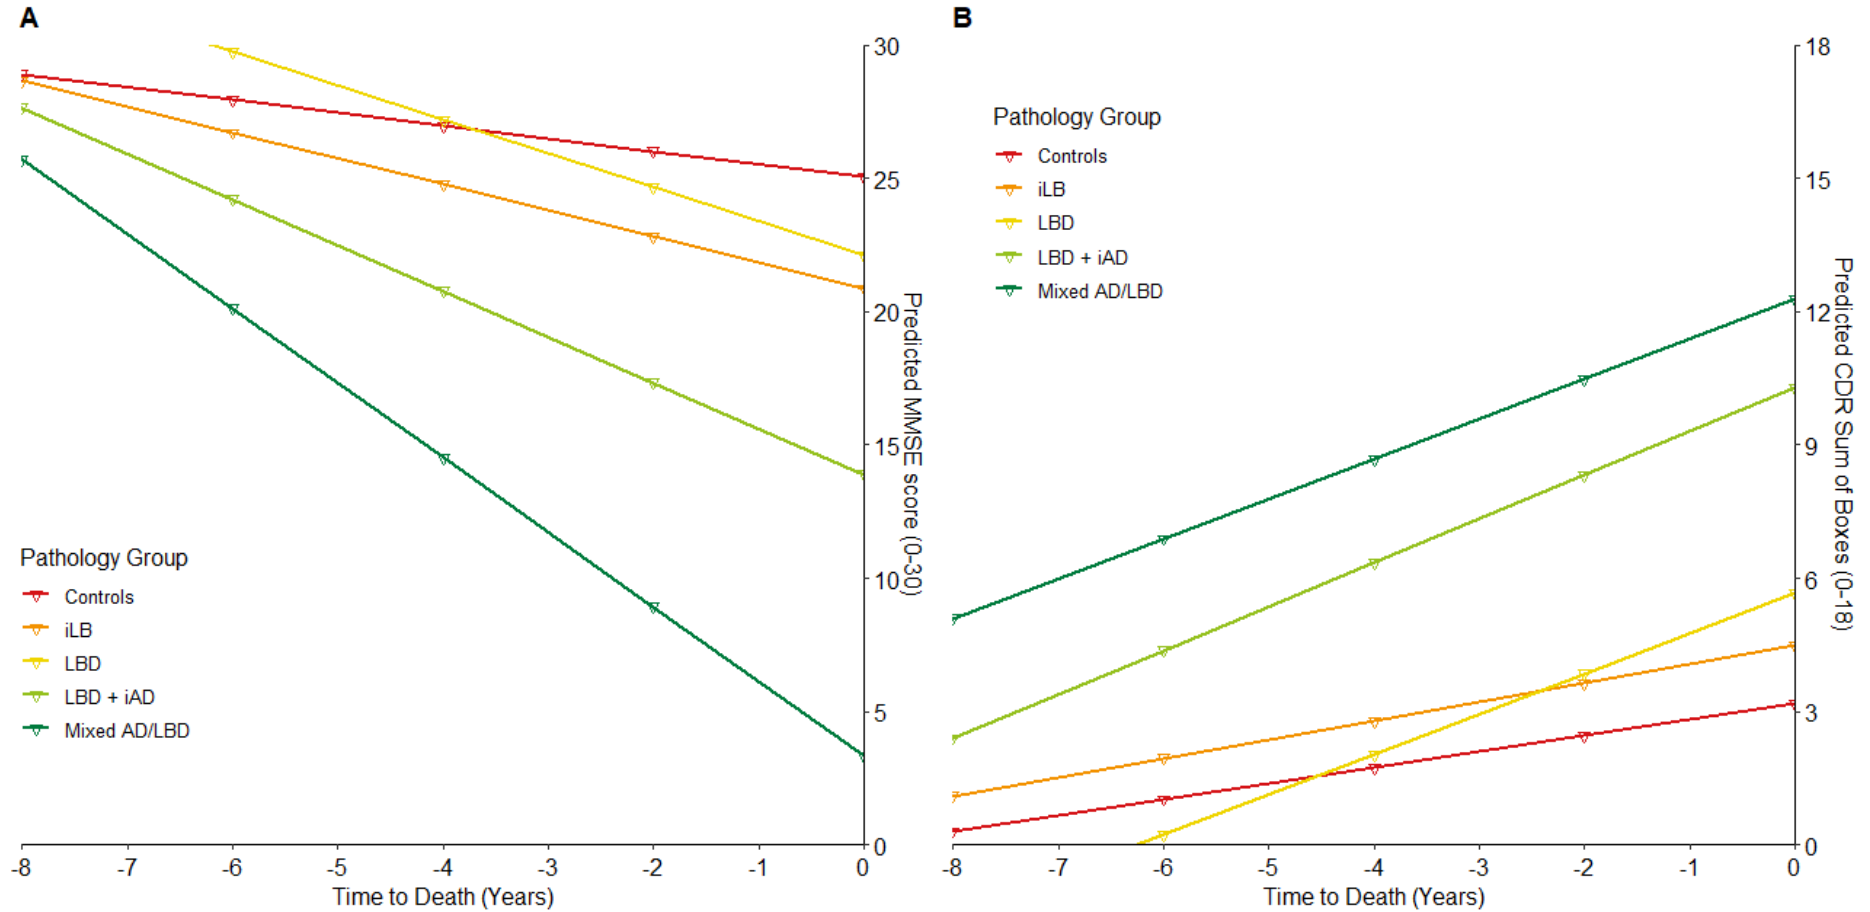 A
30
25
20
15
10
5
0
Predicted MMSE score (0-30)
Pathology Group
Controls
iLB
LBD
LBD + iAD
Mixed AD/LBD
-8 -7 -6 -5 -4 -3 -2 -1 0
Time to Death (Years)
B
18
15
12
9
6
3
0
Predicted CDR Sum of Boxes (0-18)
Pathology Group
Controls
iLB
LBD
LBD + iAD
Mixed AD/LBD
-8 -7 -6 -5 -4 -3 -2 -1 0
Time to Death (Years)